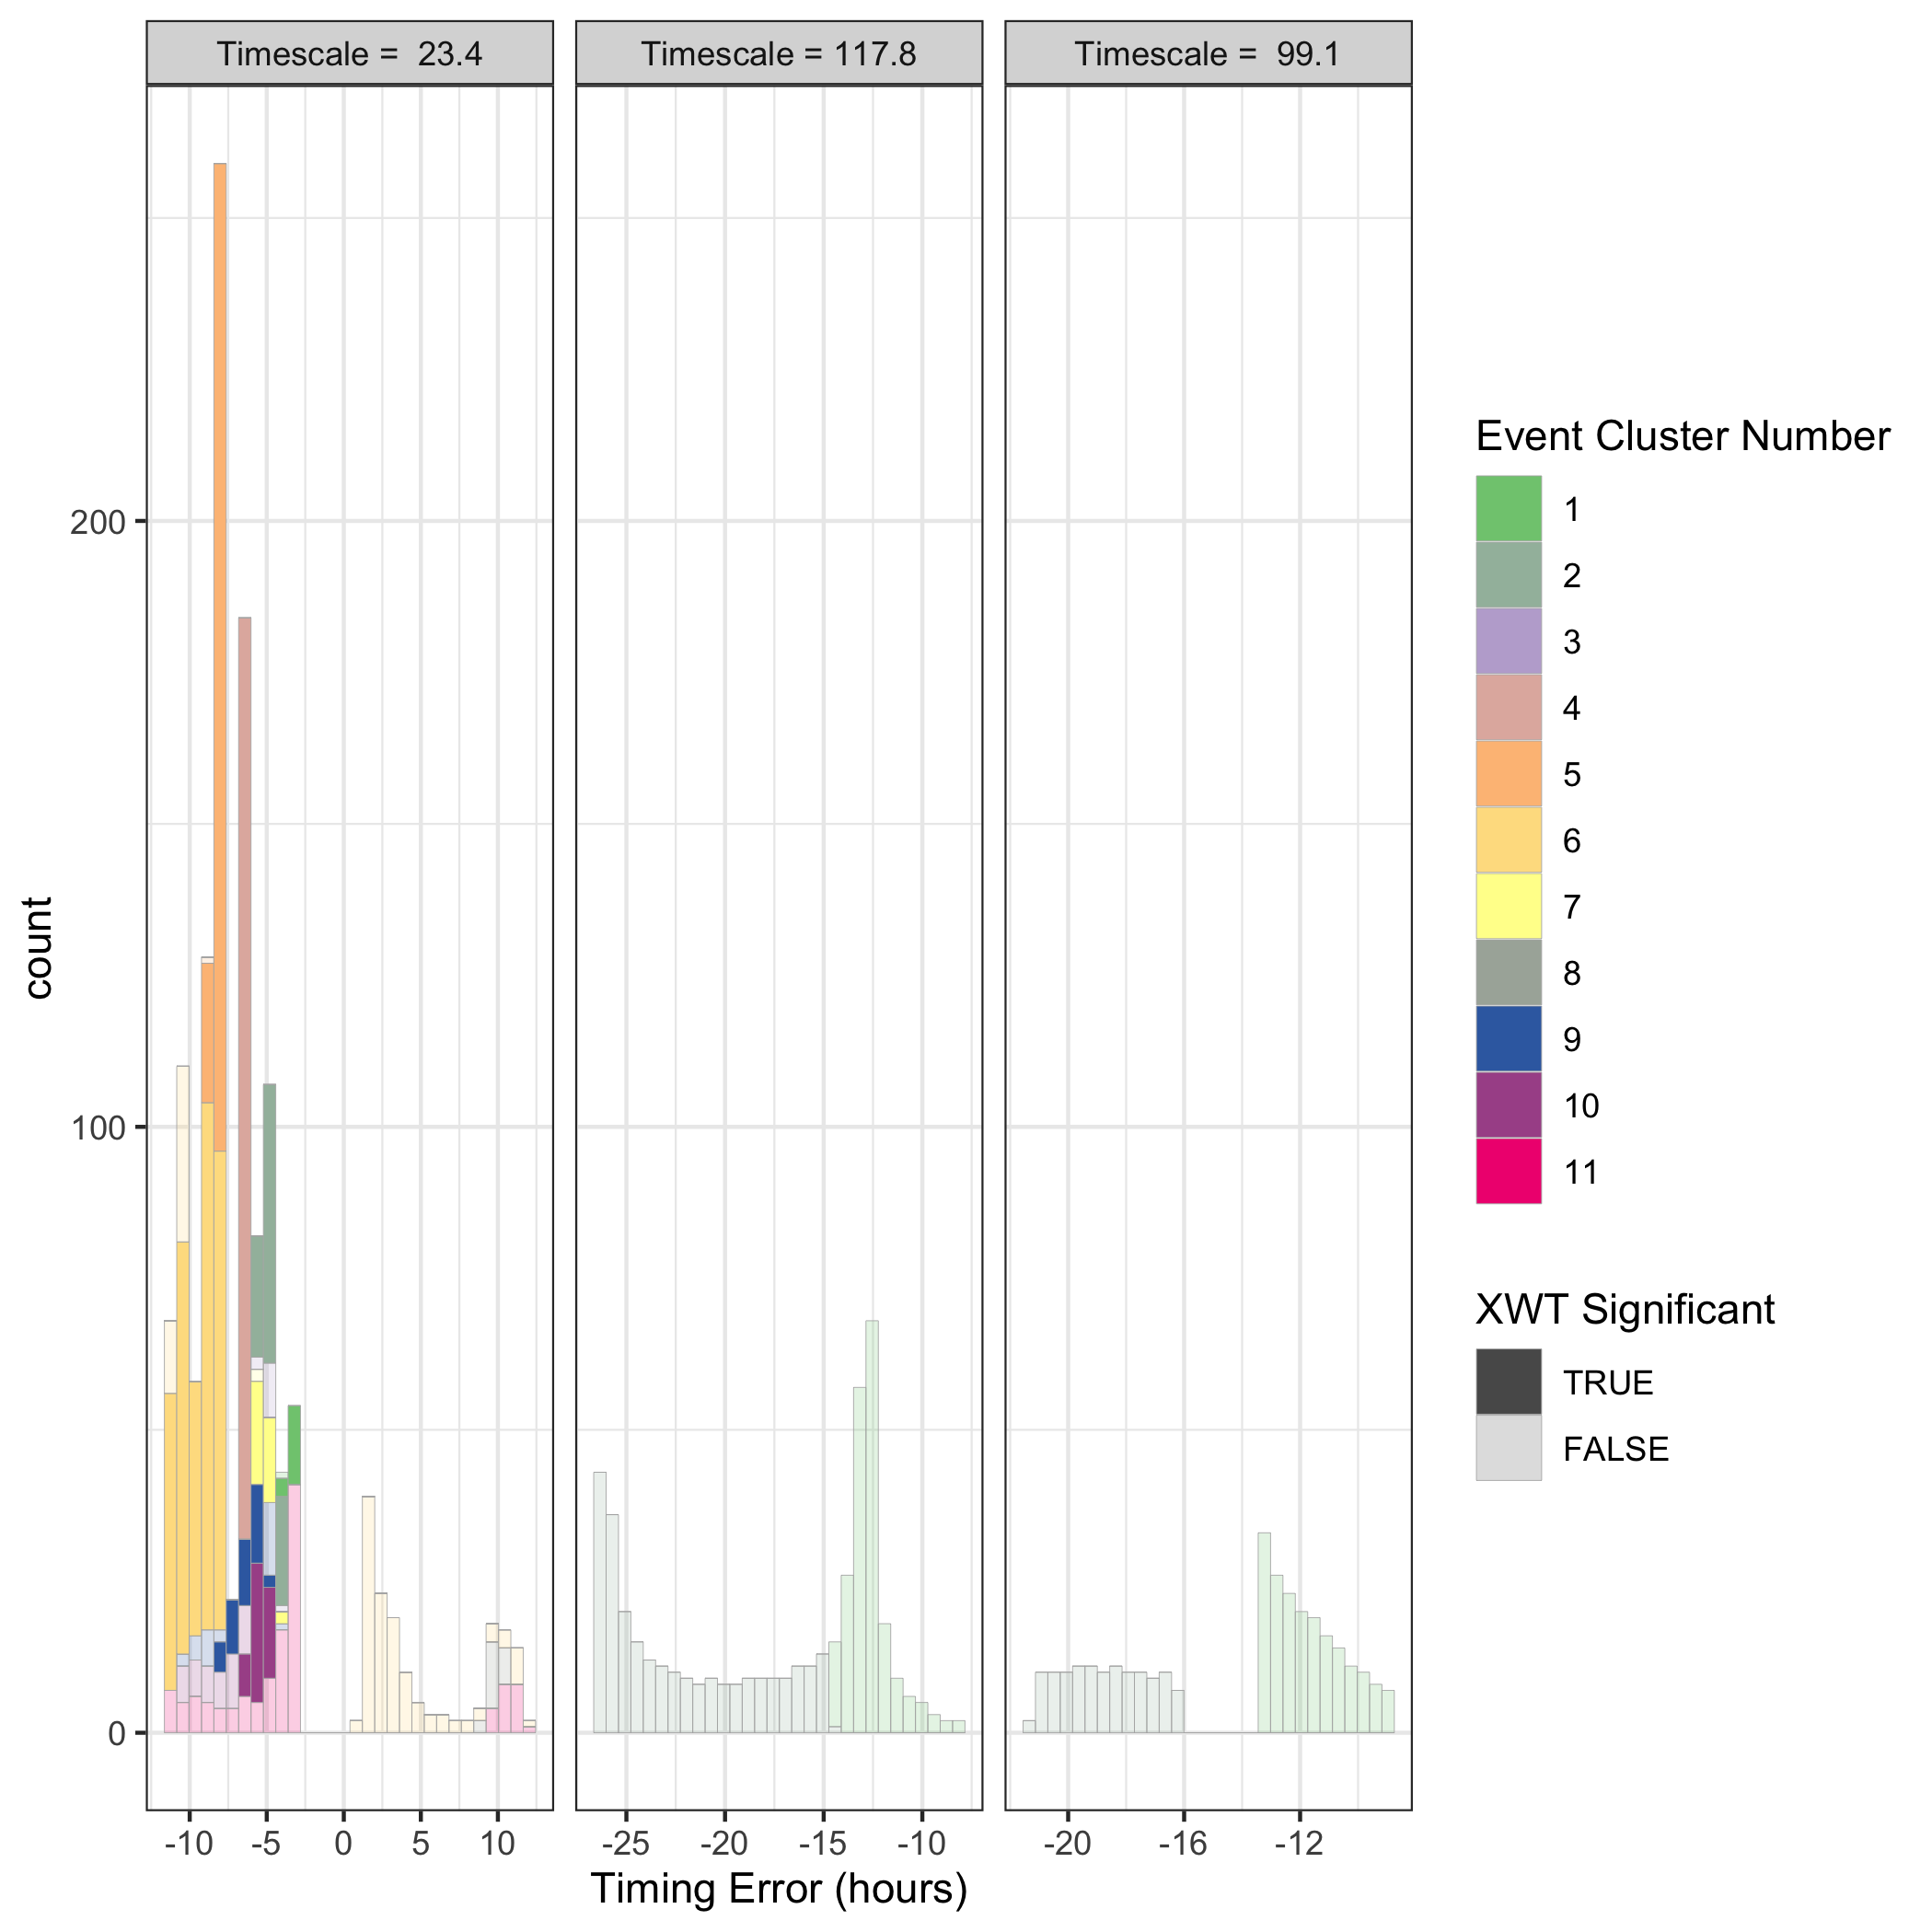 Timescale =  23.4
Timescale = 117.8
Timescale =  99.1
count
200
100
0
-10 -5 0 5 10
-25 -20 -15 -10
-20 -16 -12
Timing Error (hours)
Event Cluster Number
1
2
3
4
5
6
7
8
9
10
11
XWT Significant
TRUE
FALSE